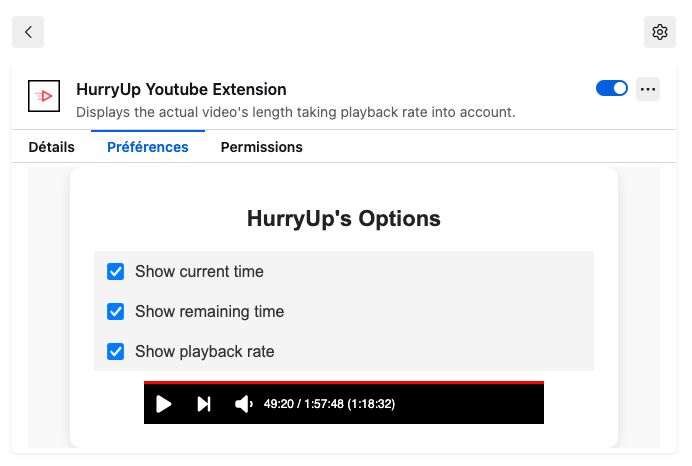 HurryUp Youtube Extension
Displays the actual video's length taking playback rate into account.
Détails Préférences Permissions
HurryUp's Options
Show current time
Show remaining time
Show playback rate
49:20 / 1:57:48 (1:18:32)